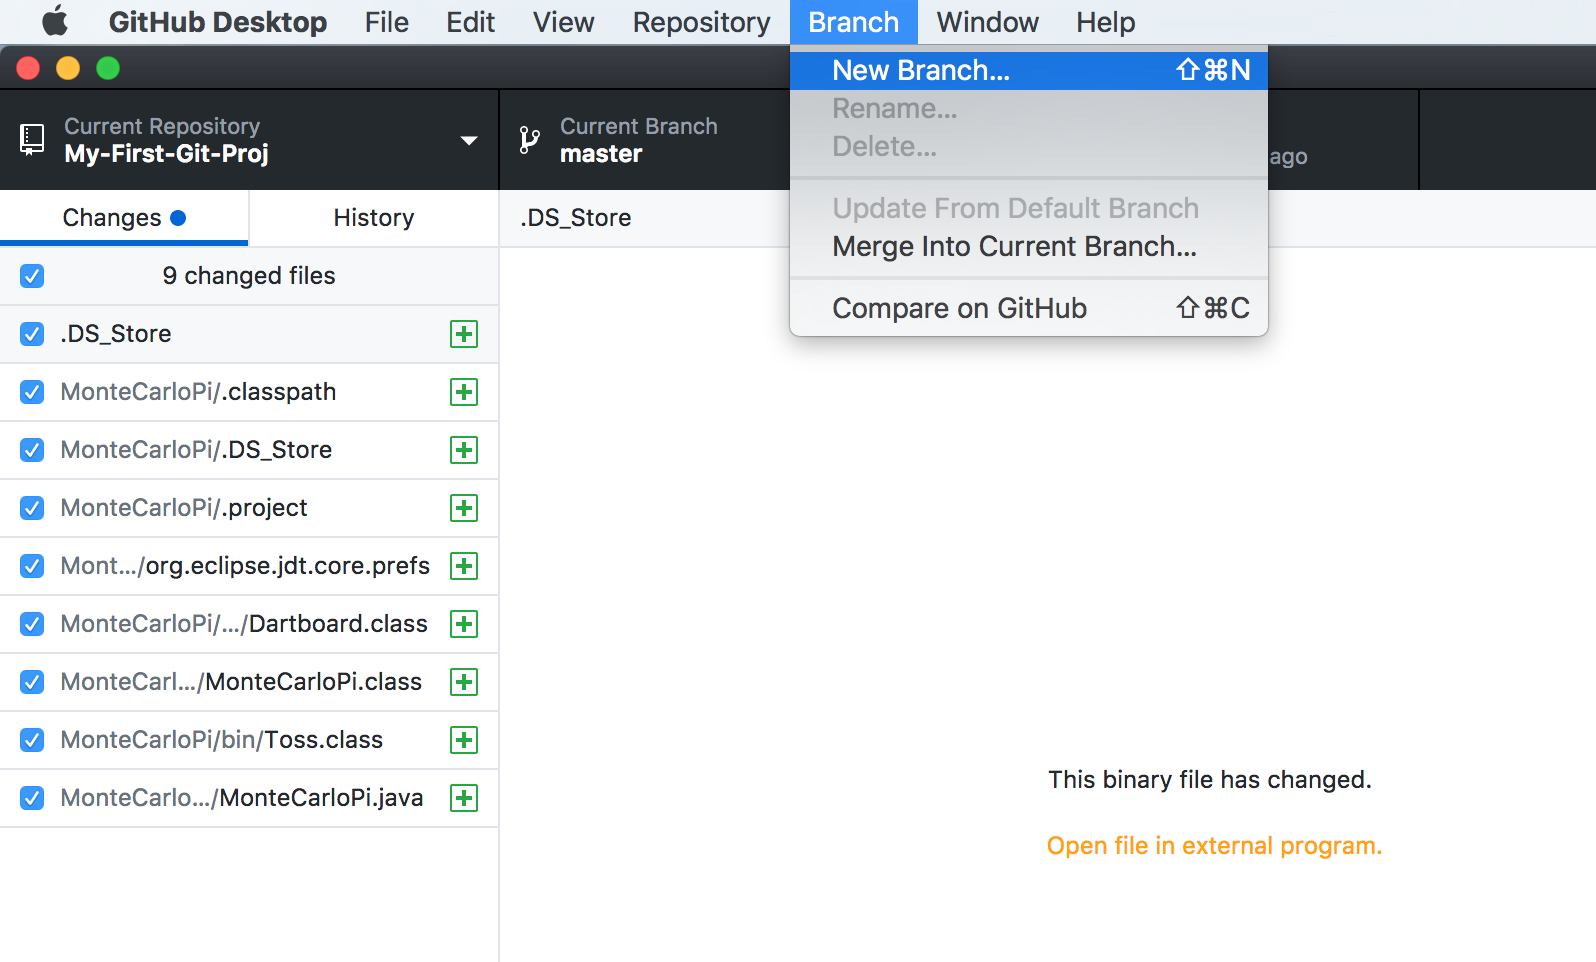 GitHub Desktop File Edit View Repository Branch Window Help
New Branch... ⇧⌘N
Rename...
Delete...
Update From Default Branch
Merge Into Current Branch...
Compare on GitHub ⇧⌘C
Current Repository
My-First-Git-Proj
Current Branch
master
ago
Changes History
.DS_Store
9 changed files
.DS_Store
MonteCarloPi/.classpath
MonteCarloPi/.DS_Store
MonteCarloPi/.project
Mont.../org.eclipse.jdt.core.prefs
MonteCarloPi/.../Dartboard.class
MonteCarl.../MonteCarloPi.class
MonteCarloPi/bin/Toss.class
MonteCarlo.../MonteCarloPi.java
This binary file has changed.
Open file in external program.